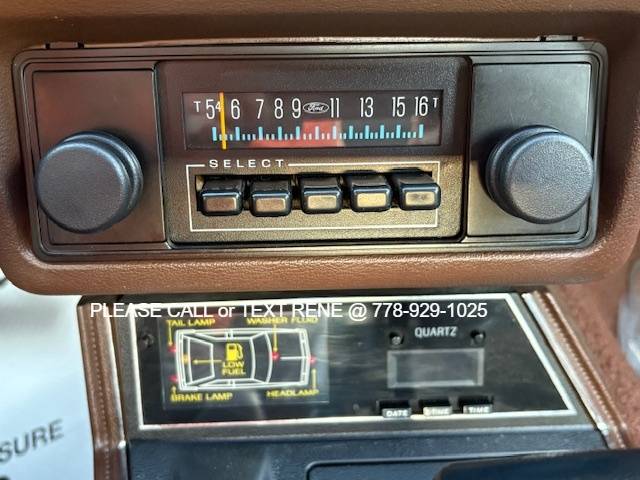 T 54 6 7 8 9 Ford 11 13 15 16 T
SELECT
PLEASE CALL or TEXT RENE @ 778-929-1025
TAIL LAMP WASHER FLUID
QUARTZ
LOW
FUEL
BRAKE LAMP HEADLAMP
DATE S.TIME TIME
SURE